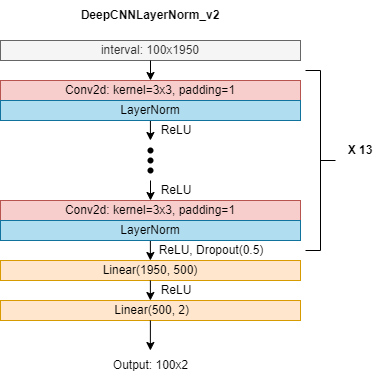 DeepCNNLayerNorm_v2
interval: 100x1950
Conv2d: kernel=3x3, padding=1
LayerNorm
ReLU
X 13
ReLU
Conv2d: kernel=3x3, padding=1
LayerNorm
ReLU, Dropout(0.5)
Linear(1950, 500)
ReLU
Linear(500, 2)
Output: 100x2